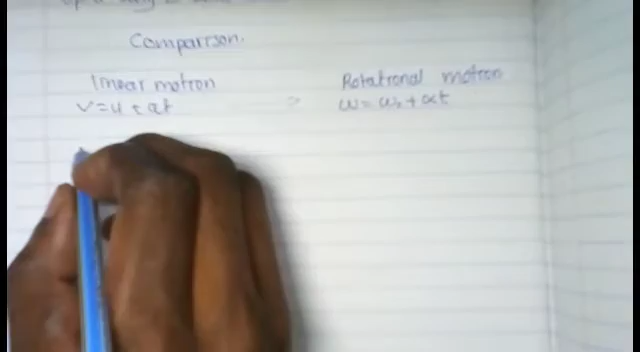 Comparison.
linear motion Rotational motion
v=u+at > ω=ω₀+αt